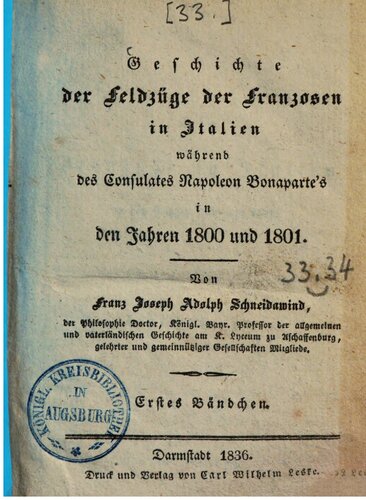 [33.]
Geschichte
der Feldzüge der Franzosen
in Italien
während
des Consulates Napoleon Bonaparte's
in
den Jahren 1800 und 1801.
33.34
Von
Franz Joseph Adolph Schneidawind,
der Philosophie Doctor, Königl. Bayr. Professor der allgemeinen
und vaterländischen Geschichte am K. Lyceum zu Aschaffenburg,
gelehrter und gemeinnütziger Gesellschaften Mitgliede.
KÖNIGL. KREISBIBLIOTHEK
IN
AUGSBURG
Erstes Bändchen.
Darmstadt 1836.
Druck und Verlag von Carl Wilhelm Leske.